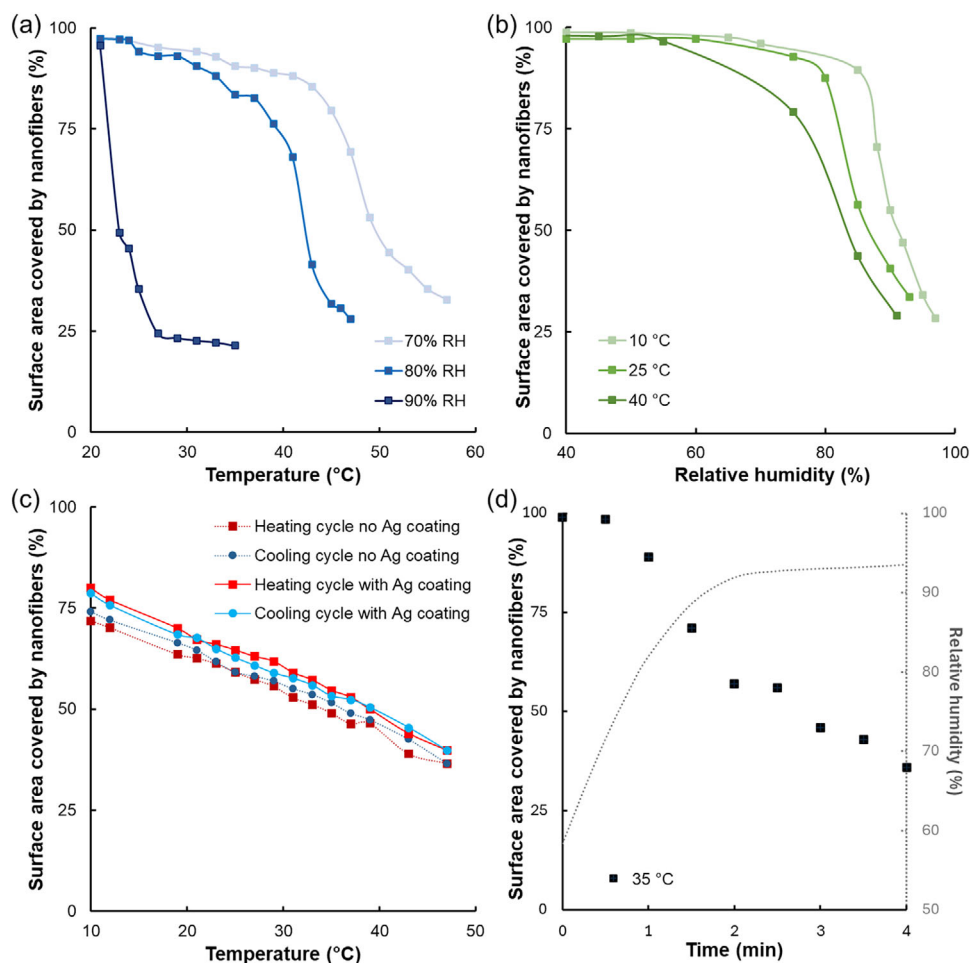 (a)
Surface area covered by nanofibers (%)
100
75
50
25
0
20
30
40
50
60
Temperature (°C)
70% RH
80% RH
90% RH
(b)
Surface area covered by nanofibers (%)
100
75
50
25
0
40
60
80
100
Relative humidity (%)
10 °C
25 °C
40 °C
(c)
Surface area covered by nanofibers (%)
100
75
50
25
0
10
20
30
40
50
Temperature (°C)
Heating cycle no Ag coating
Cooling cycle no Ag coating
Heating cycle with Ag coating
Cooling cycle with Ag coating
(d)
Surface area covered by nanofibers (%)
100
75
50
25
0
0
1
2
3
4
Time (min)
35 °C
100
90
80
70
60
50
Relative humidity
(%)